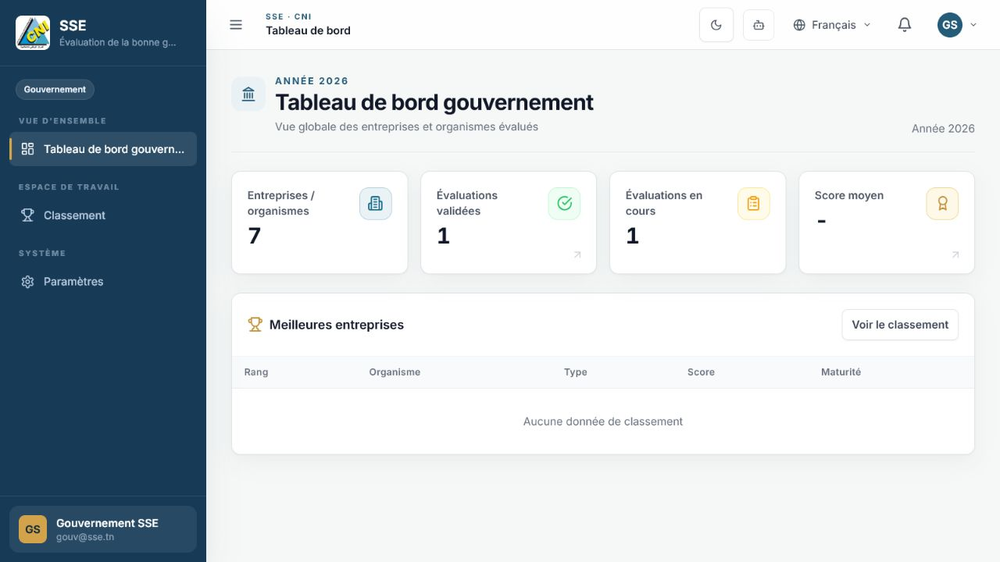 CNI
SSE
Évaluation de la bonne g...
Gouvernement
VUE D'ENSEMBLE
Tableau de bord gouvern...
ESPACE DE TRAVAIL
Classement
SYSTÈME
Paramètres
GS
Gouvernement SSE
gouv@sse.tn
SSE · CNI
Tableau de bord
Français
GS
ANNÉE 2026
Tableau de bord gouvernement
Vue globale des entreprises et organismes évalués
Année 2026
Entreprises /
organismes
7
Évaluations
validées
1
Évaluations en
cours
1
Score moyen
-
Meilleures entreprises
Voir le classement
Rang Organisme Type Score Maturité
Aucune donnée de classement